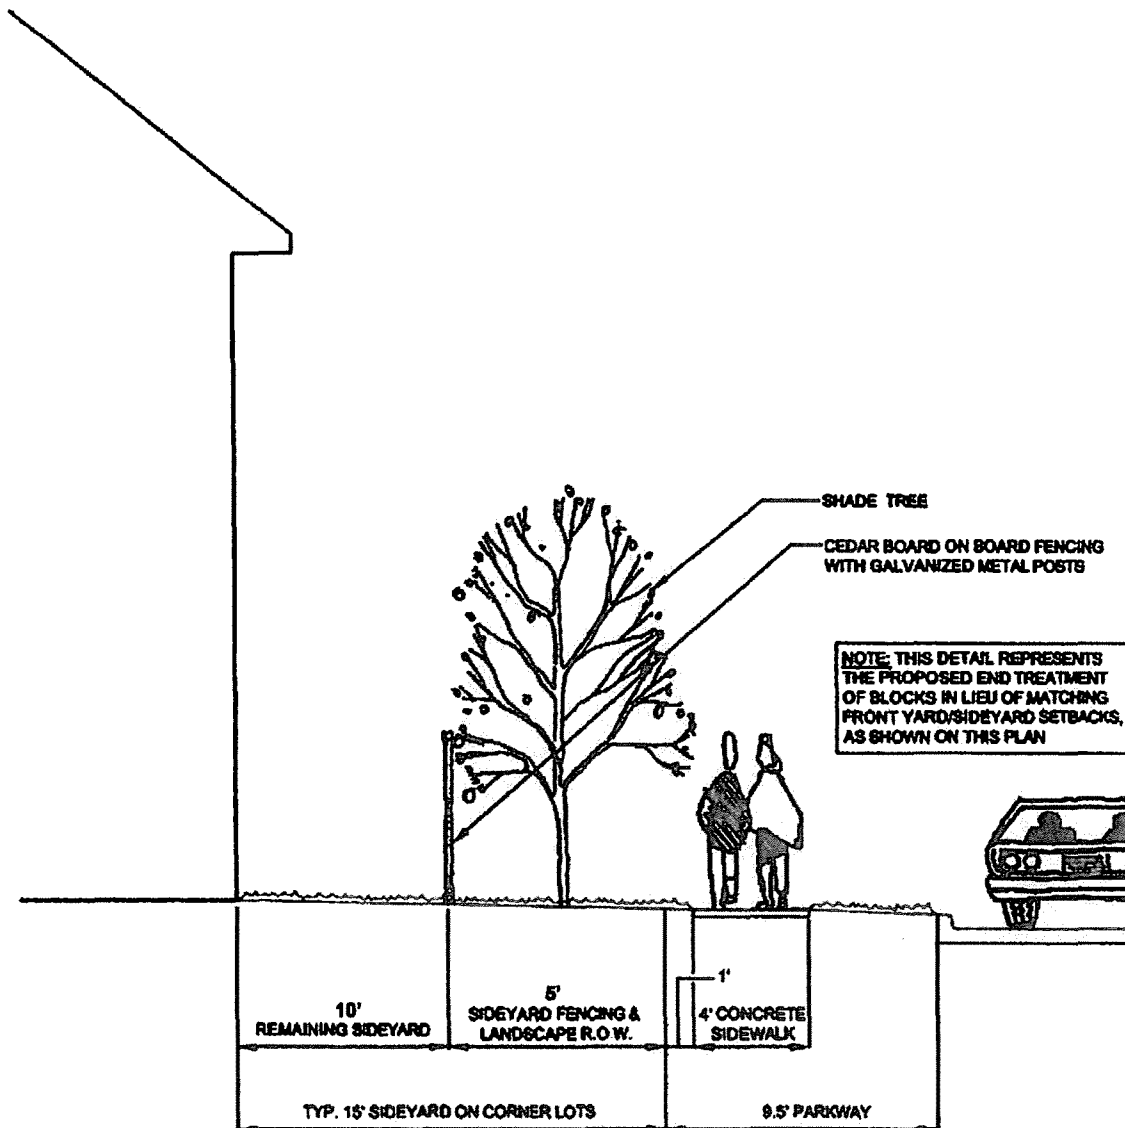 SHADE TREE
CEDAR BOARD ON BOARD FENCING
WITH GALVANIZED METAL POSTS
NOTE: THIS DETAIL REPRESENTS
THE PROPOSED END TREATMENT
OF BLOCKS IN LIEU OF MATCHING
FRONT YARD/SIDEYARD SETBACKS,
AS SHOWN ON THIS PLAN
10'
REMAINING SIDEYARD
5'
SIDEYARD FENCING &
LANDSCAPE R.O.W.
1'
4' CONCRETE
SIDEWALK
TYP. 15' SIDEYARD ON CORNER LOTS
9.5' PARKWAY